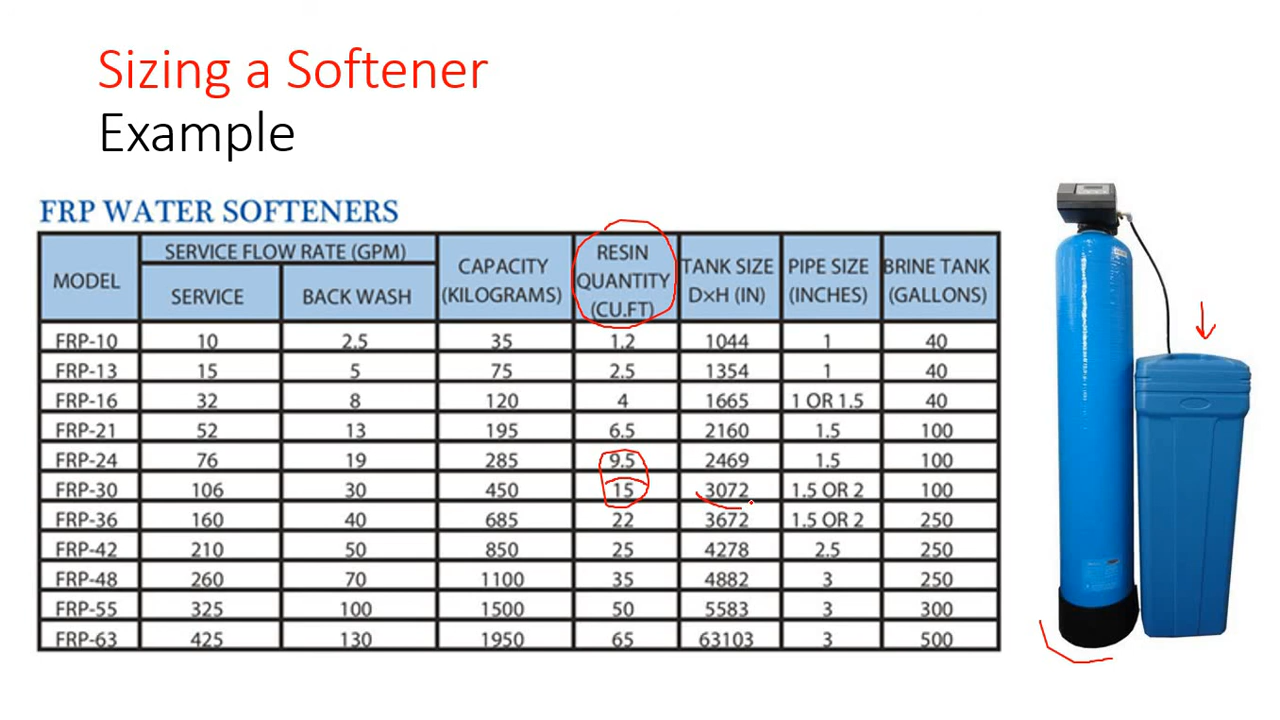 Sizing a Softener
Example
FRP WATER SOFTENERS
MODEL SERVICE FLOW RATE (GPM) SERVICE BACK WASH CAPACITY (KILOGRAMS) RESIN QUANTITY (CU.FT) TANK SIZE D×H (IN) PIPE SIZE (INCHES) BRINE TANK (GALLONS)
FRP-10 10 2.5 35 1.2 1044 1 40
FRP-13 15 5 75 2.5 1354 1 40
FRP-16 32 8 120 4 1665 1 OR 1.5 40
FRP-21 52 13 195 6.5 2160 1.5 100
FRP-24 76 19 285 9.5 2469 1.5 100
FRP-30 106 30 450 15 3072 1.5 OR 2 100
FRP-36 160 40 685 22 3672 1.5 OR 2 250
FRP-42 210 50 850 25 4278 2.5 250
FRP-48 260 70 1100 35 4882 3 250
FRP-55 325 100 1500 50 5583 3 300
FRP-63 425 130 1950 65 63103 3 500